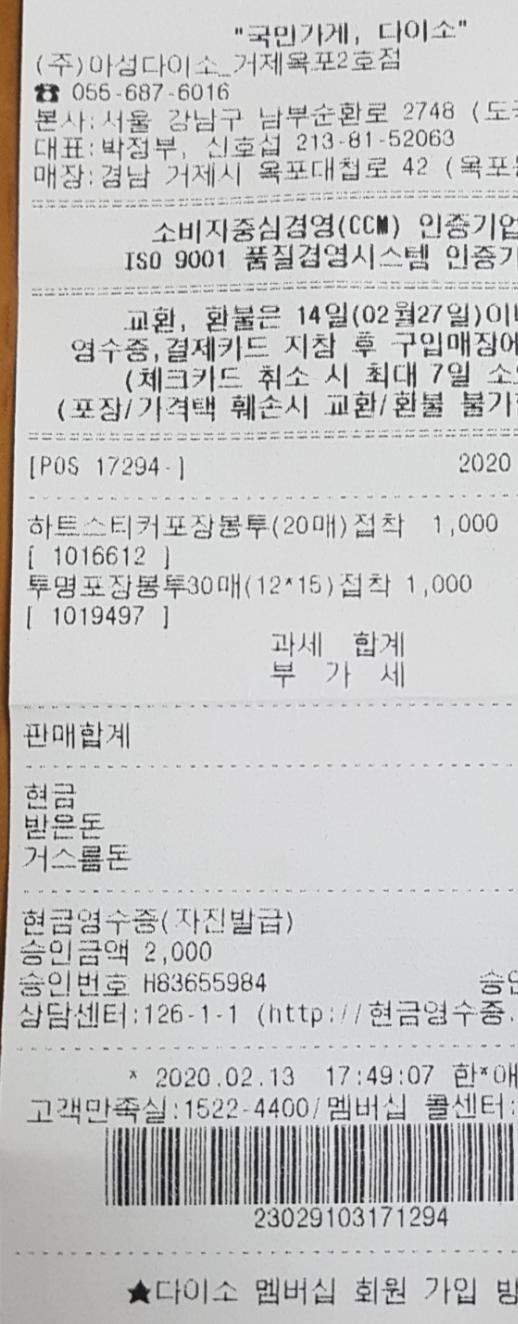 "국민가게, 다이소"
(주)아성다이소_거제옥포2호점
☎ 055-687-6016
본사:서울 강남구 남부순환로 2748 (도
대표:박정부, 신호섭 213-81-52063
매장:경남 거제시 옥포대첩로 42 (옥포
소비자중심경영(CCM) 인증기업
ISO 9001 품질경영시스템 인증기
교환, 환불은 14일(02월27일)이
영수증,결제카드 지참 후 구입매장에
(체크카드 취소 시 최대 7일 소
(포장/가격택 훼손시 교환/환불 불가
[POS 17294-] 2020
하트스티커포장봉투(20매)접착 1,000
[ 1016612 ]
투명포장봉투30매(12*15)접착 1,000
[ 1019497 ]
과세 합계
부 가 세
판매합계
현금
받은돈
거스름돈
현금영수증(자진발급)
승인금액 2,000
승인번호 H83655984 승인
상담센터:126-1-1 (http://현금영수증.
* 2020.02.13 17:49:07 한*애
고객만족실:1522-4400/멤버십 콜센터:
23029103171294
★다이소 멤버십 회원 가입 방